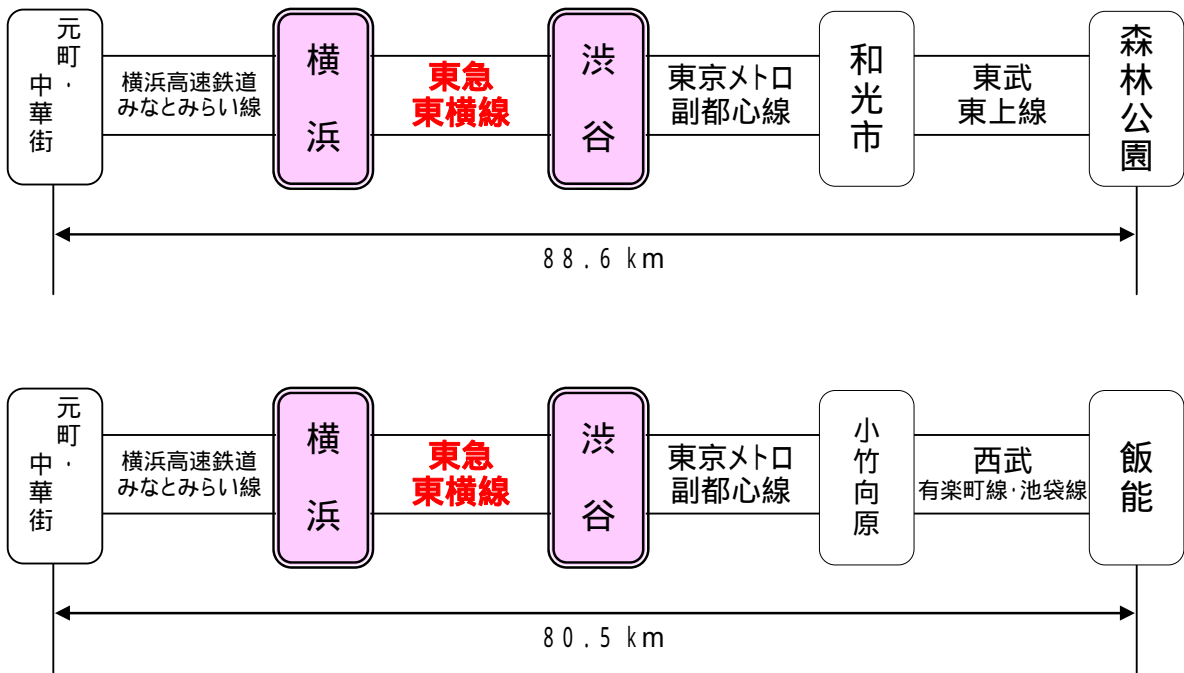 元町・
中華街
横浜高速鉄道
みなとみらい線
横浜
東急
東横線
渋谷
東京メトロ
副都心線
和光市
東武
東上線
森林公園
88.6 km
元町・
中華街
横浜高速鉄道
みなとみらい線
横浜
東急
東横線
渋谷
東京メトロ
副都心線
小竹向原
西武
有楽町線・池袋線
飯能
80.5 km